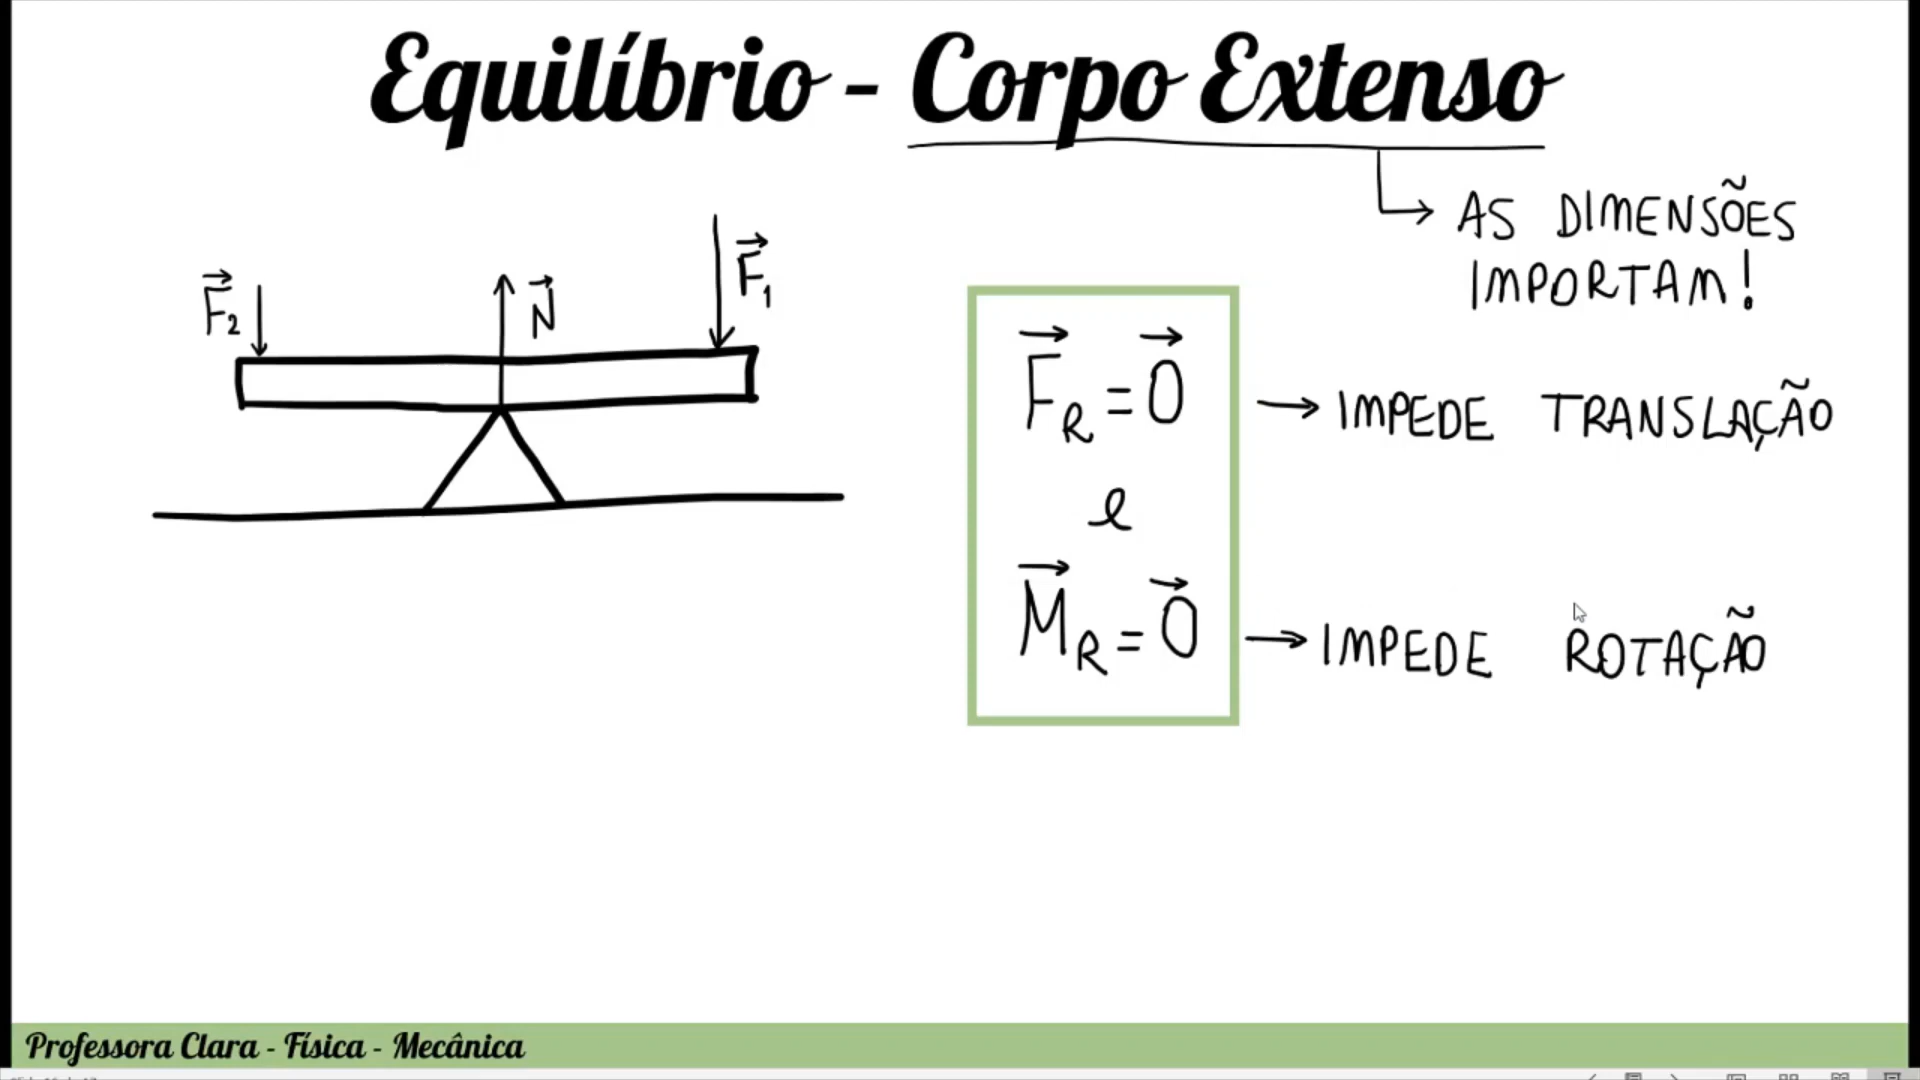 Equilíbrio - Corpo Extenso
AS DIMENSÕES
IMPORTAM!
F₂
N
F₁
F_R = 0
IMPEDE TRANSLAÇÃO
e
M_R = 0
IMPEDE ROTAÇÃO
Professora Clara - Física - Mecânica